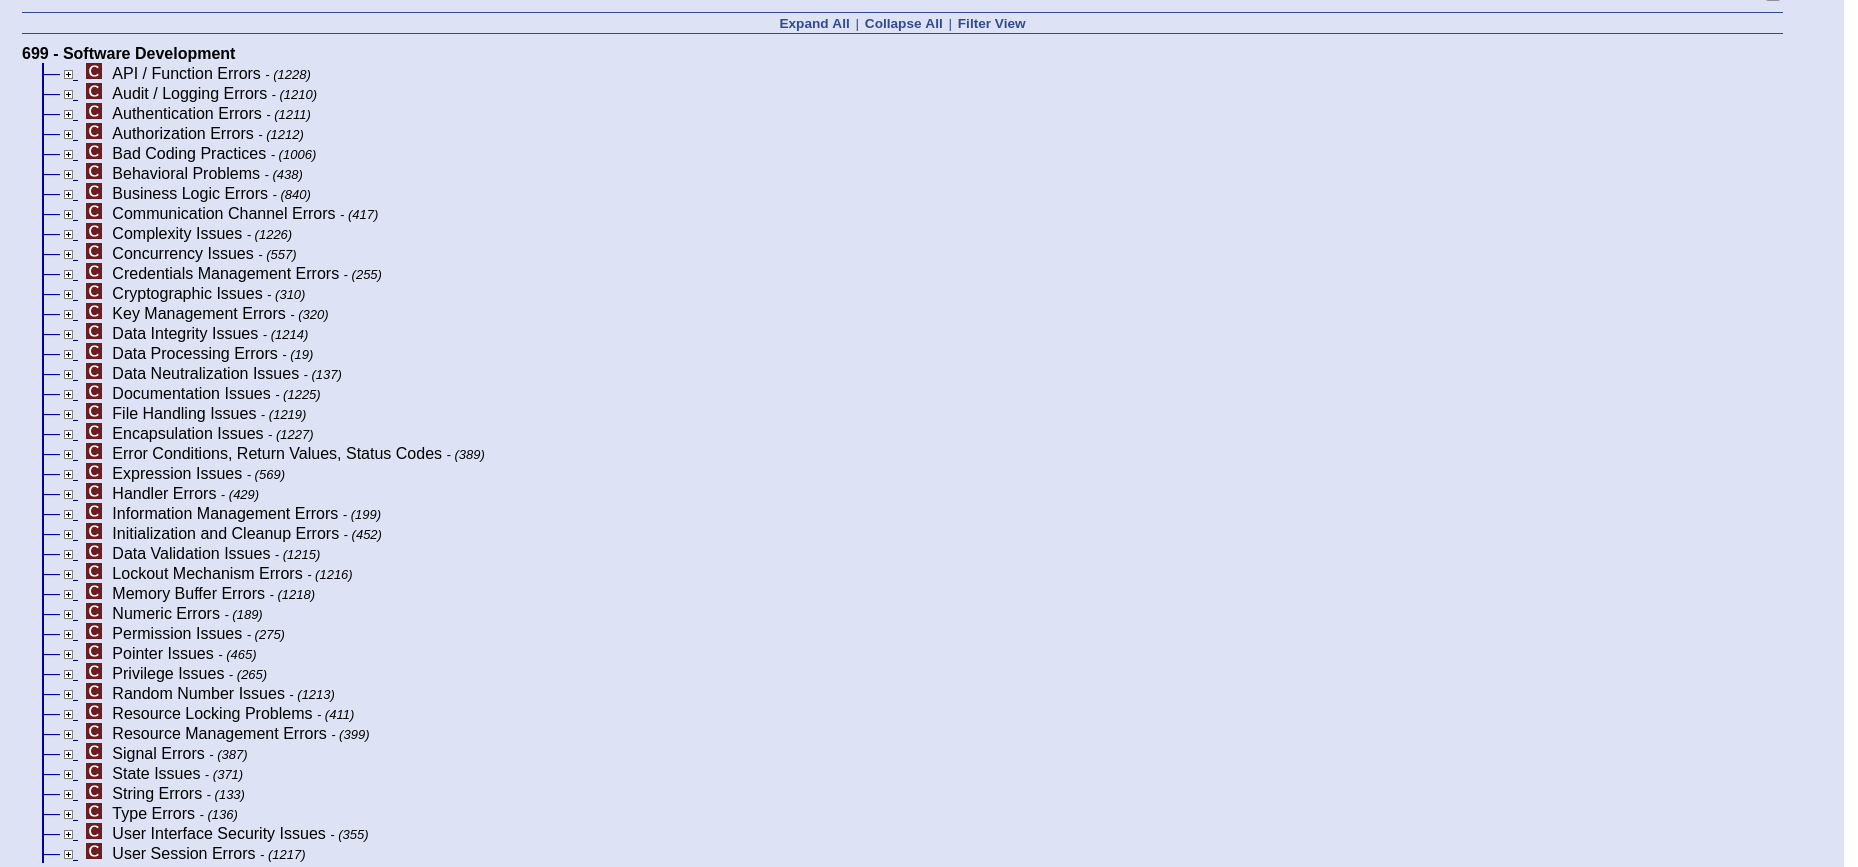 Expand All | Collapse All | Filter View
699 - Software Development
C API / Function Errors - (1228)
C Audit / Logging Errors - (1210)
C Authentication Errors - (1211)
C Authorization Errors - (1212)
C Bad Coding Practices - (1006)
C Behavioral Problems - (438)
C Business Logic Errors - (840)
C Communication Channel Errors - (417)
C Complexity Issues - (1226)
C Concurrency Issues - (557)
C Credentials Management Errors - (255)
C Cryptographic Issues - (310)
C Key Management Errors - (320)
C Data Integrity Issues - (1214)
C Data Processing Errors - (19)
C Data Neutralization Issues - (137)
C Documentation Issues - (1225)
C File Handling Issues - (1219)
C Encapsulation Issues - (1227)
C Error Conditions, Return Values, Status Codes - (389)
C Expression Issues - (569)
C Handler Errors - (429)
C Information Management Errors - (199)
C Initialization and Cleanup Errors - (452)
C Data Validation Issues - (1215)
C Lockout Mechanism Errors - (1216)
C Memory Buffer Errors - (1218)
C Numeric Errors - (189)
C Permission Issues - (275)
C Pointer Issues - (465)
C Privilege Issues - (265)
C Random Number Issues - (1213)
C Resource Locking Problems - (411)
C Resource Management Errors - (399)
C Signal Errors - (387)
C State Issues - (371)
C String Errors - (133)
C Type Errors - (136)
C User Interface Security Issues - (355)
C User Session Errors - (1217)